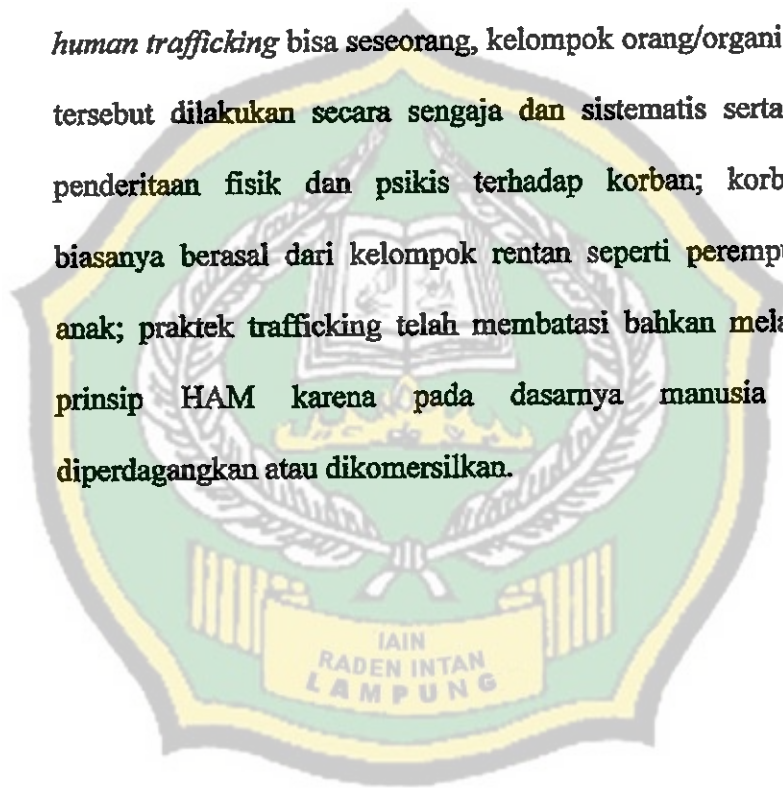 human trafficking bisa seseorang, kelompok orang/organi
tersebut dilakukan secara sengaja dan sistematis serta
penderitaan fisik dan psikis terhadap korban; korb
biasanya berasal dari kelompok rentan seperti peremp
anak; praktek trafficking telah membatasi bahkan mela
prinsip HAM karena pada dasarnya manusia
diperdagangkan atau dikomersilkan.
IAIN
RADEN INTAN
LAMPUNG